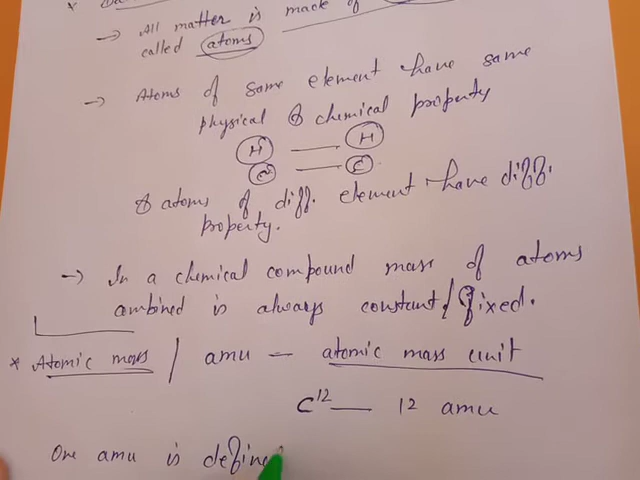 → All matter is made of
called atoms
→ Atoms of same element have same
physical & chemical property
H — H
C — C
& atoms of diff. element have diff.
property.
→ In a chemical compound mass of atoms
ombined is always constant/fixed.
* Atomic mass / amu — atomic mass unit
C¹² — 12 amu
One amu is define